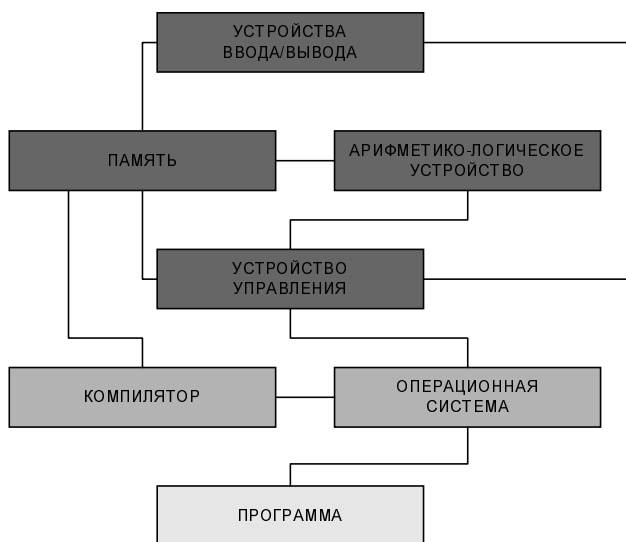 УСТРОЙСТВА
ВВОДА/ВЫВОДА
ПАМЯТЬ
АРИФМЕТИКО-ЛОГИЧЕСКОЕ
УСТРОЙСТВО
УСТРОЙСТВО
УПРАВЛЕНИЯ
КОМПИЛЯТОР
ОПЕРАЦИОННАЯ
СИСТЕМА
ПРОГРАММА